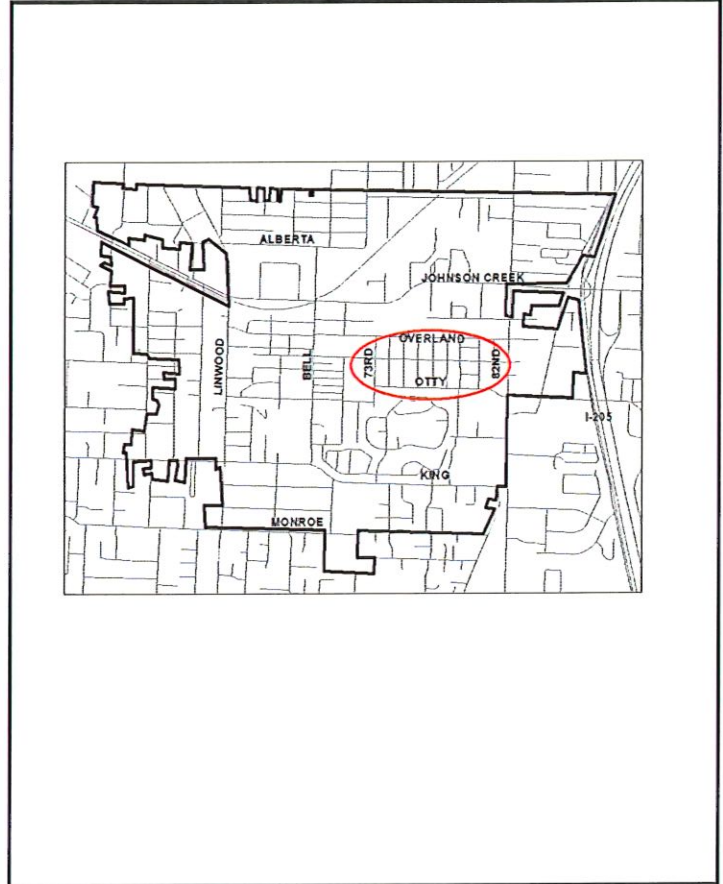 ALBERTA
JOHNSON CREEK
OVERLAND
73RD
82ND
LINWOOD
BELL
OTTY
I-205
KING
MONROE